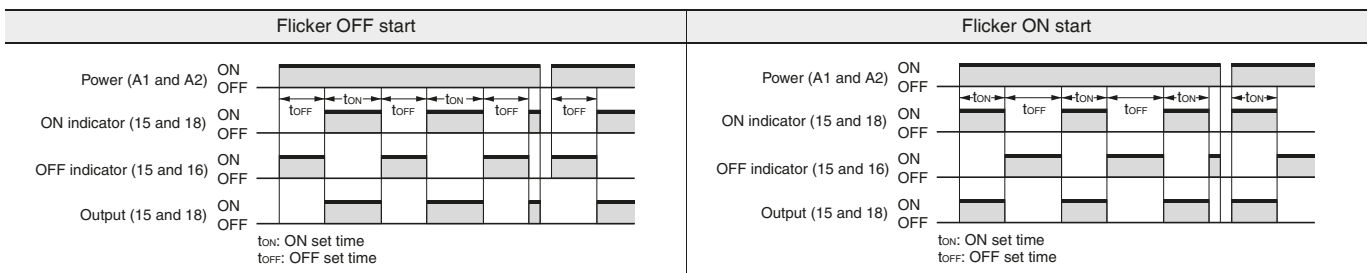 Flicker OFF start
Power (A1 and A2) ON
OFF
tOFF tON tOFF tON tOFF tOFF
ON indicator (15 and 18) ON
OFF
OFF indicator (15 and 16) ON
OFF
Output (15 and 18) ON
OFF
tON: ON set time
tOFF: OFF set time
Flicker ON start
Power (A1 and A2) ON
OFF
tON tOFF tON tOFF tON tON
ON indicator (15 and 18) ON
OFF
OFF indicator (15 and 16) ON
OFF
Output (15 and 18) ON
OFF
tON: ON set time
tOFF: OFF set time